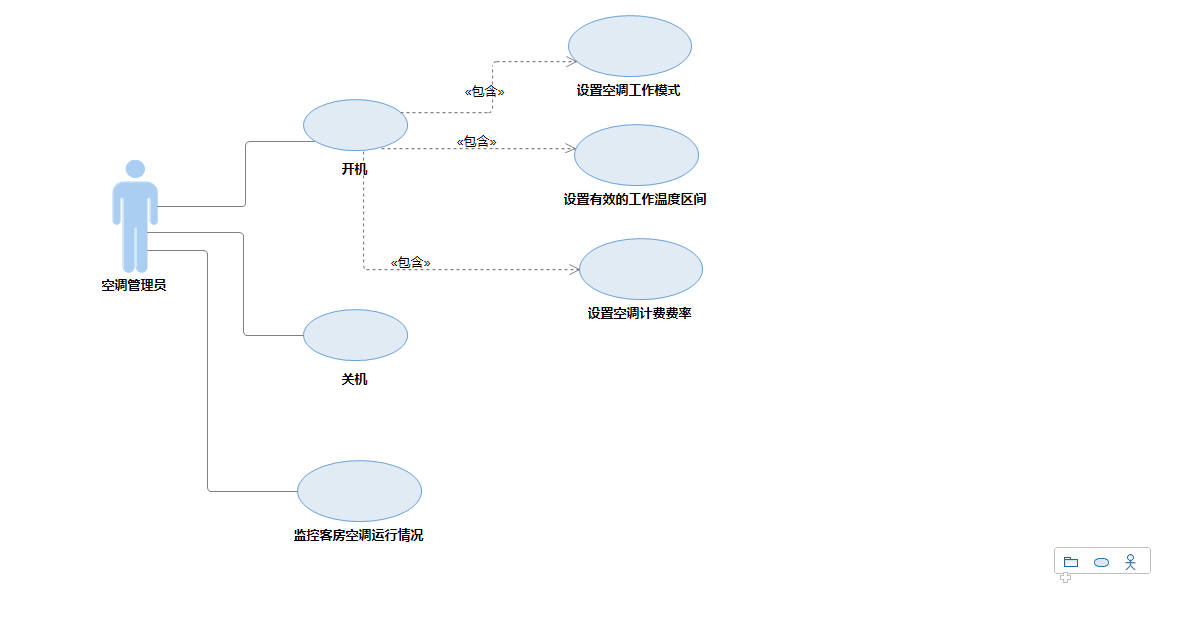 «包含»
设置空调工作模式
«包含»
开机
设置有效的工作温度区间
«包含»
空调管理员
设置空调计费费率
关机
监控客房空调运行情况